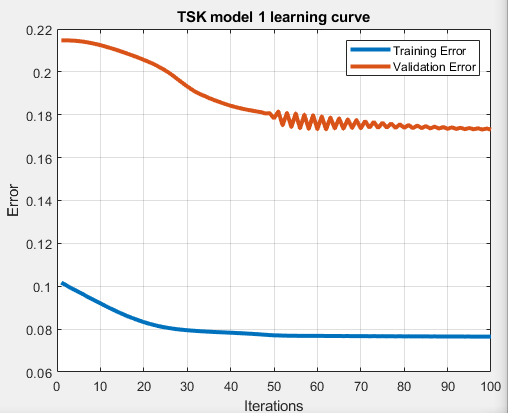 TSK model 1 learning curve
0.22
0.2
0.18
0.16
0.14
0.12
0.1
0.08
0.06
Error
Training Error
Validation Error
0 10 20 30 40 50 60 70 80 90 100
Iterations